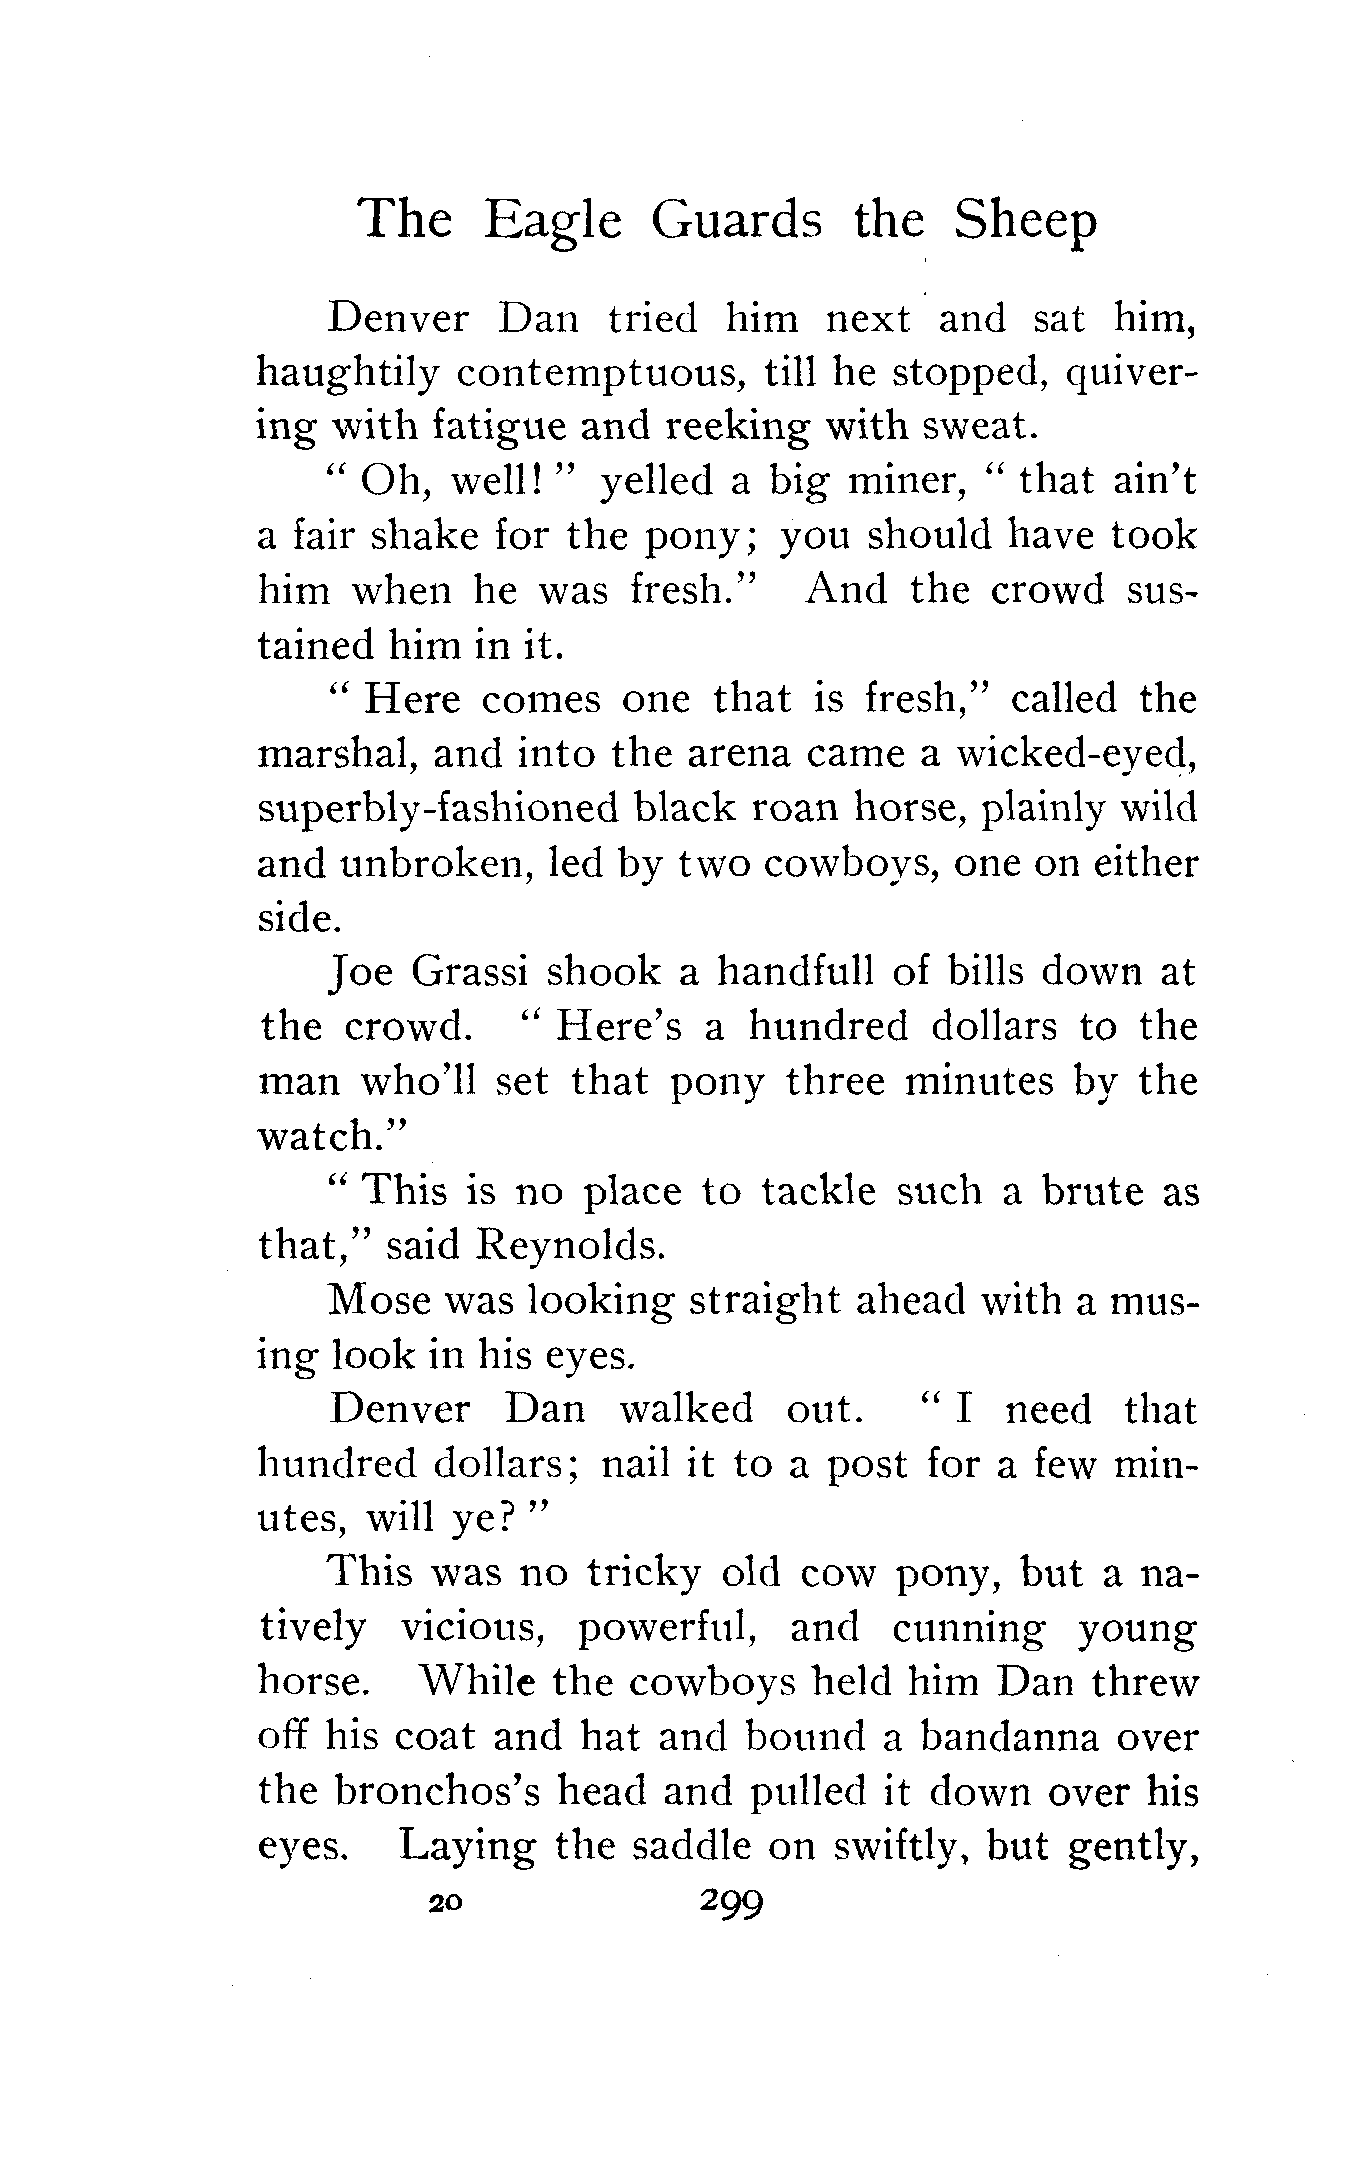 The Eagle Guards the Sheep
Denver Dan tried him next and sat him,
haughtily contemptuous, till he stopped, quiver-
ing with fatigue and reeking with sweat.
" Oh, well! " yelled a big miner, " that ain't
a fair shake for the pony; you should have took
him when he was fresh." And the crowd sus-
tained him in it.
" Here comes one that is fresh," called the
marshal, and into the arena came a wicked-eyed,
superbly-fashioned black roan horse, plainly wild
and unbroken, led by two cowboys, one on either
side.
Joe Grassi shook a handfull of bills down at
the crowd. " Here's a hundred dollars to the
man who'll set that pony three minutes by the
watch."
" This is no place to tackle such a brute as
that," said Reynolds.
Mose was looking straight ahead with a mus-
ing look in his eyes.
Denver Dan walked out. " I need that
hundred dollars; nail it to a post for a few min-
utes, will ye? "
This was no tricky old cow pony, but a na-
tively vicious, powerful, and cunning young
horse. While the cowboys held him Dan threw
off his coat and hat and bound a bandanna over
the bronchos's head and pulled it down over his
eyes. Laying the saddle on swiftly, but gently,
20 299